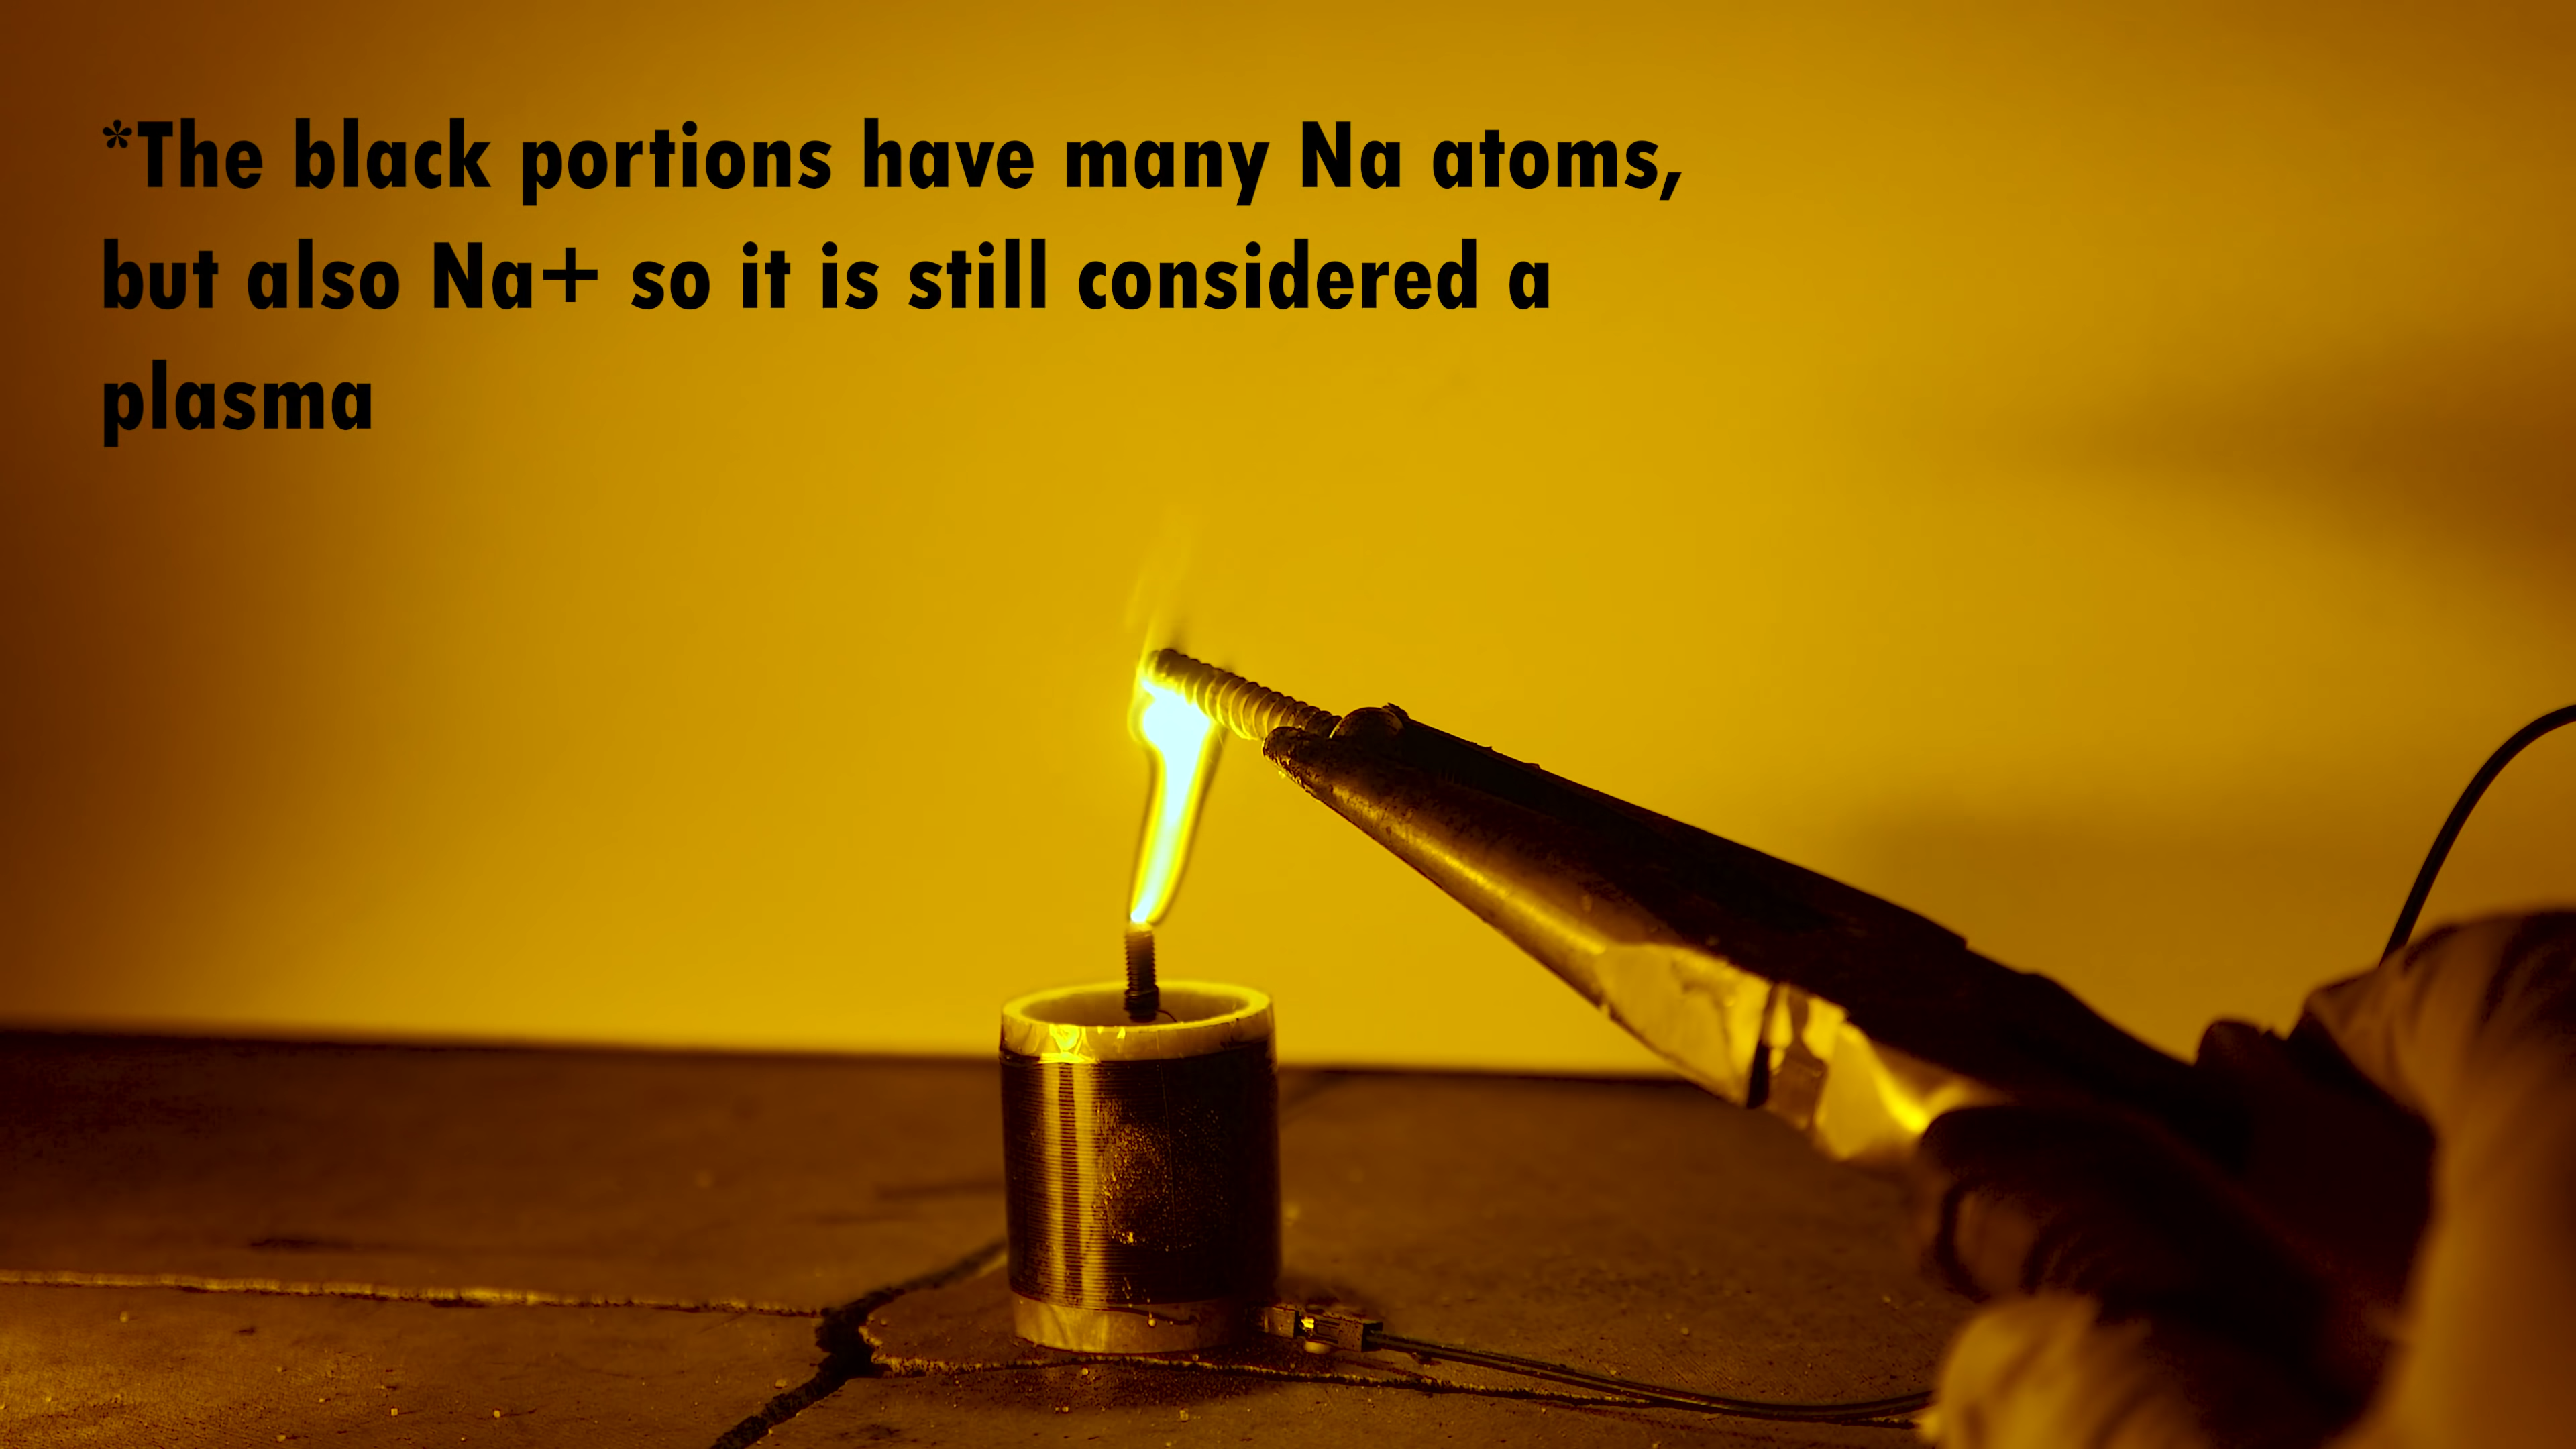 *The black portions have many Na atoms,
but also Na+ so it is still considered a
plasma